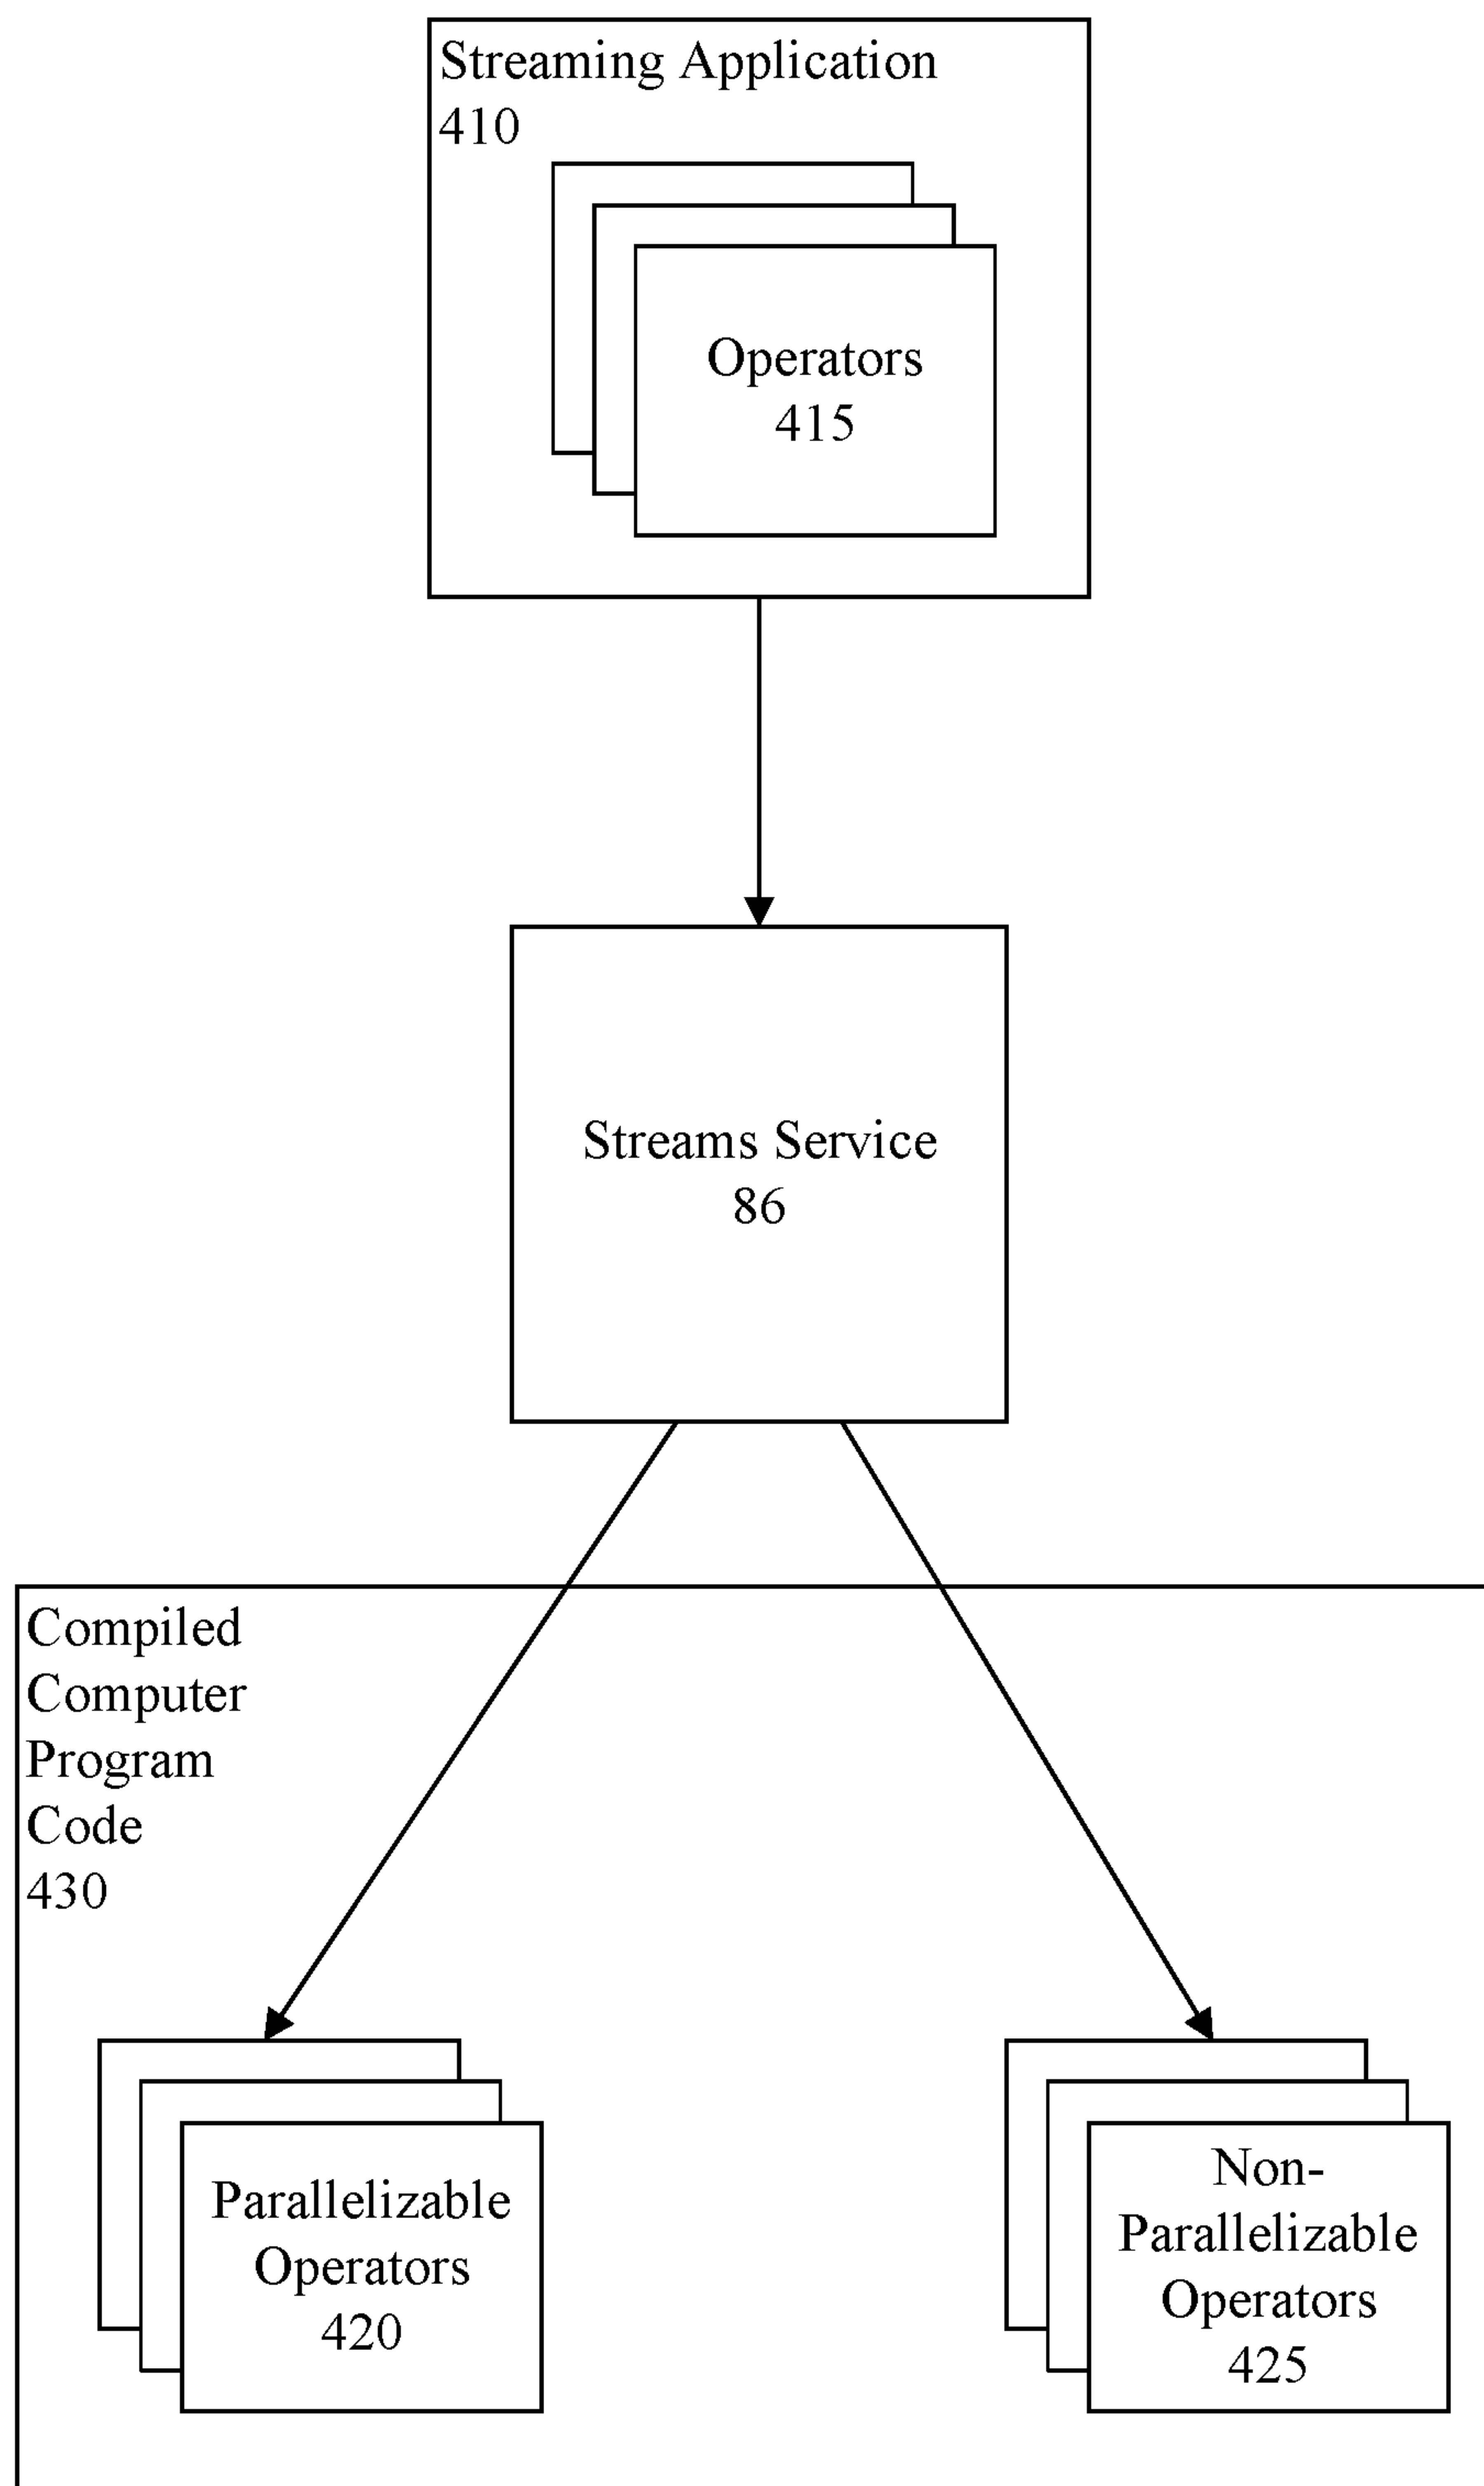 Streaming Application
410
Operators
415
Streams Service
86
Compiled
Computer
Program
Code
430
Parallelizable
Operators
420
Non-
Parallelizable
Operators
425